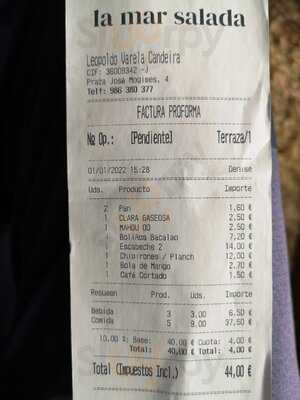 la mar salada
Leopoldo Varela Candeira
CIF: 36009342 -J
Praza José Mogimes, 4
Telf: 986 380 377
FACTURA PROFORMA
Nº Op.: [Pendiente] Terraza/1
01/01/2022 15:28 Denise
Uds. Producto Importe
2 Pan 1,60 €
1 CLARA GASEOSA 2,50 €
1 MAHOU 00 2,50 €
Bolitos Bacalao 7,20 €
1 Escabeche 2 14,00 €
1 Chipirones / Planch 12,00 €
1 Bola de Mango 2,70 €
1 Café Cortado 1,50 €
Resumen Prod. Uds. Importe
Bebida 3 3,00 6,50 €
Comida 5 9,00 37,50 €
10,00 %: Base: 40,00 € Cuota: 4,00 €
Total: 40,00 € Total: 4,00 €
Total (Impuestos Incl.) 44,00 €